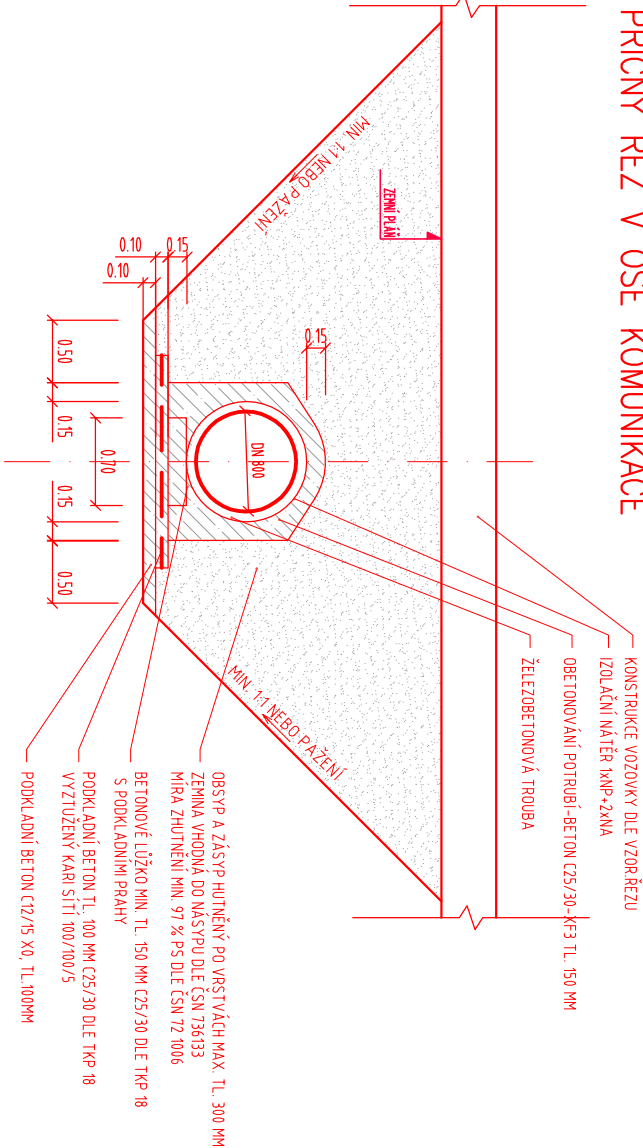 PŘÍČNÝ ŘEZ V OSE KOMUNIKACE
KONSTRUKCE VOZOVKY DLE VZOR.ŘEZU
IZOLAČNÍ NÁTĚR 1xNP+2xNA
OBETONOVÁNÍ POTRUBÍ-BETON C25/30-XF3 TL. 150 MM
ŽELEZOBETONOVÁ TROUBA
ZEMNÍ PLÁŇ
MIN. 1:1 NEBO PAŽENÍ
MIN. 1:1 NEBO PAŽENÍ
0.15
DN 800
0.15
0.10
0.10
0.50
0.15
0.70
0.15
0.50
OBSYP A ZÁSYP HUTNĚNÝ PO VRSTVÁCH MAX. TL. 300 MM
ZEMINA VHODNÁ DO NÁSYPU DLE ČSN 736133
MÍRA ZHUTNĚNÍ MIN. 97 % PS DLE ČSN 72 1006
BETONOVÉ LŮŽKO MIN. TL. 150 MM C25/30 DLE TKP 18
S PODKLADNÍMI PRAHY
PODKLADNÍ BETON TL. 100 MM C25/30 DLE TKP 18
VYZTUŽENÝ KARI SÍTÍ 100/100/5
PODKLADNÍ BETON C12/15 X0, TL.100MM